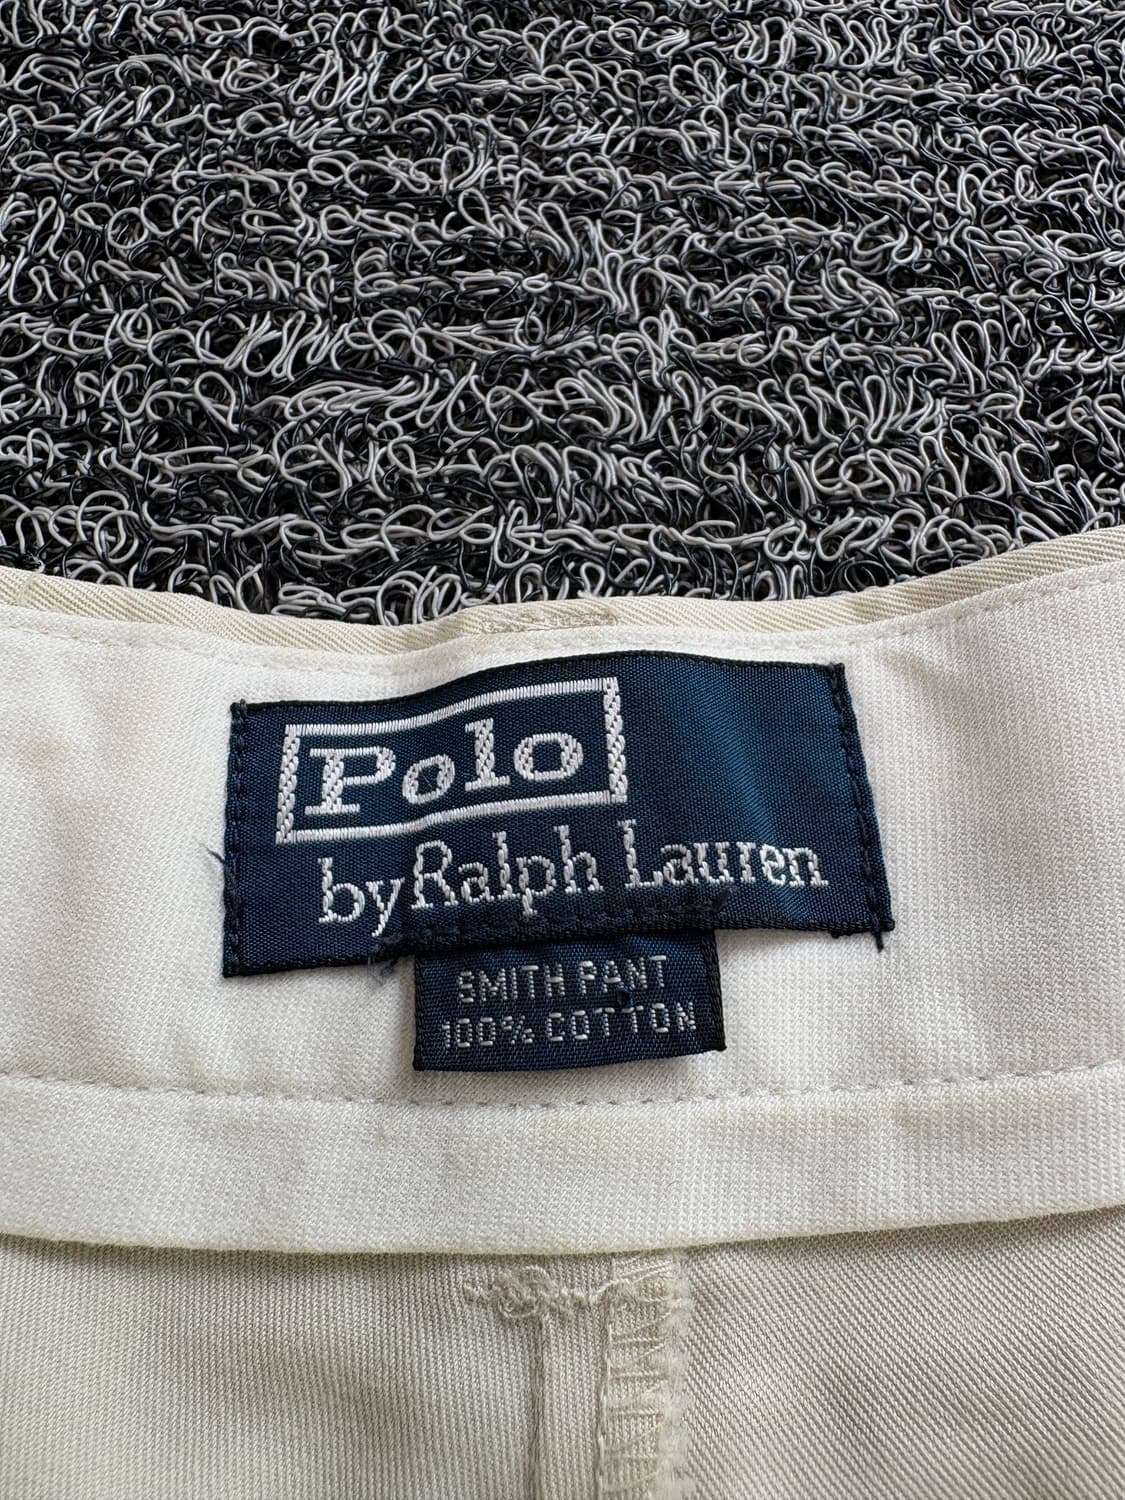 Polo
by Ralph Lauren
SMITH PANT
100% COTTON